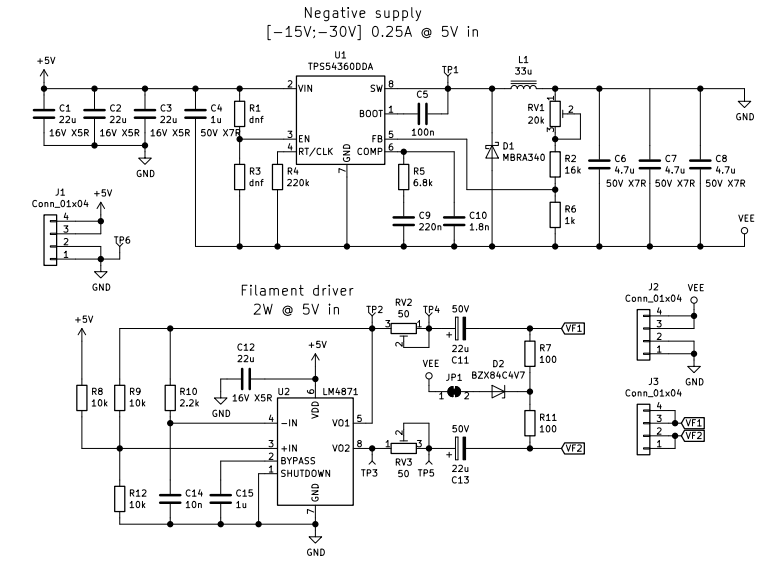 Negative supply
[−15V;−30V] 0.25A @ 5V in
+5V
C1
22u
16V X5R
C2
22u
16V X5R
C3
22u
16V X5R
C4
1u
50V X7R
GND
R1
dnf
R3
dnf
R4
220k
U1
TPS54360DDA
2 VIN
3 EN
4 RT/CLK
SW 8
BOOT 1
FB 5
COMP 6
GND
7
C5
100n
TP1
R5
6.8k
C9
220n
C10
1.8n
D1
MBRA340
L1
33u
RV1
20k
1
2
3
R2
16k
R6
1k
C6
4.7u
50V X7R
C7
4.7u
50V X7R
C8
4.7u
50V X7R
GND
VEE
J1
Conn_01x04
4
3
2
1
+5V
TP6
GND
Filament driver
2W @ 5V in
+5V
R8
10k
R9
10k
R10
2.2k
R12
10k
C14
10n
C15
1u
C12
22u
16V X5R
GND
+5V
U2
LM4871
6
VDD
4 −IN
3 +IN
2 BYPASS
1 SHUTDOWN
VO1 5
VO2 8
GND
7
GND
TP2
RV2
50
3
1
2
TP4
50V
+
22u
C11
VF1
R7
100
VEE
JP1
1 2
D2
BZX84C4V7
R11
100
TP3
2
1
3
RV3
50
TP5
50V
+
22u
C13
VF2
J2
Conn_01x04
4
3
2
1
VEE
GND
J3
Conn_01x04
4
3
2
1
VF1
VF2